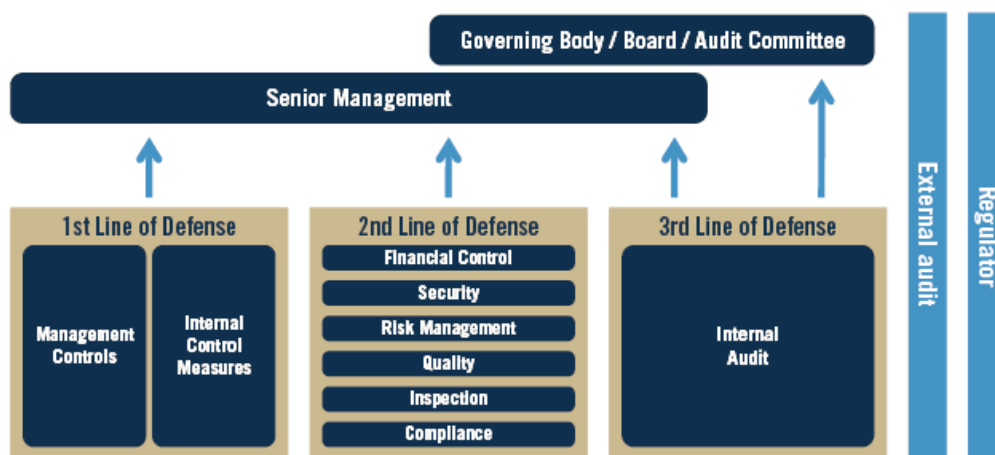 Governing Body / Board / Audit Committee
Senior Management
1st Line of Defense
Management
Controls
Internal
Control
Measures
2nd Line of Defense
Financial Control
Security
Risk Management
Quality
Inspection
Compliance
3rd Line of Defense
Internal
Audit
External audit
Regulator